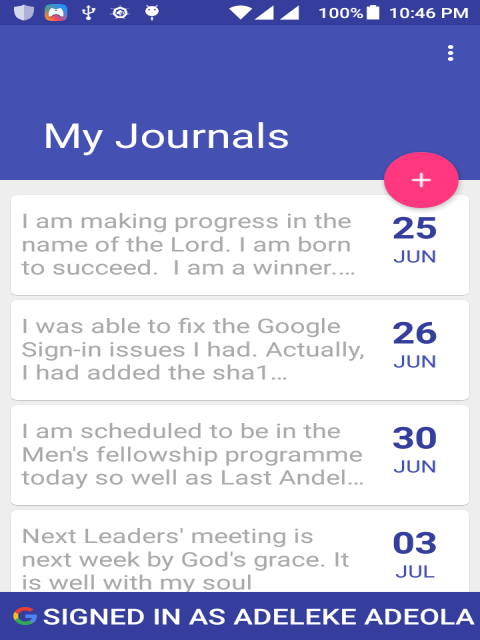 100% 10:46 PM
My Journals
+
I am making progress in the
name of the Lord. I am born
to succeed.  I am a winner....
25
JUN
I was able to fix the Google
Sign-in issues I had. Actually,
I had added the sha1...
26
JUN
I am scheduled to be in the
Men's fellowship programme
today so well as Last Andel...
30
JUN
Next Leaders' meeting is
next week by God's grace. It
is well with my soul
03
JUL
G SIGNED IN AS ADELEKE ADEOLA